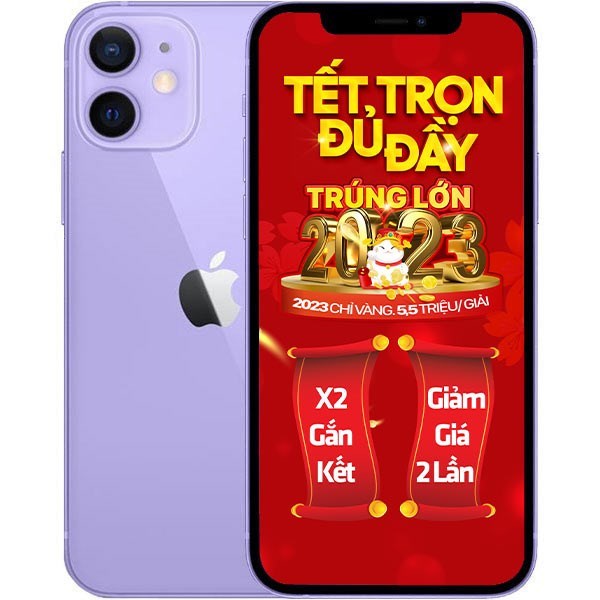 TẾT TRỌN
ĐỦ ĐẦY
TRÚNG LỚN
2023
2023 CHỈ VÀNG. 5,5 TRIỆU/ GIẢI
X2
Gắn
Kết
Giảm
Giá
2 Lần